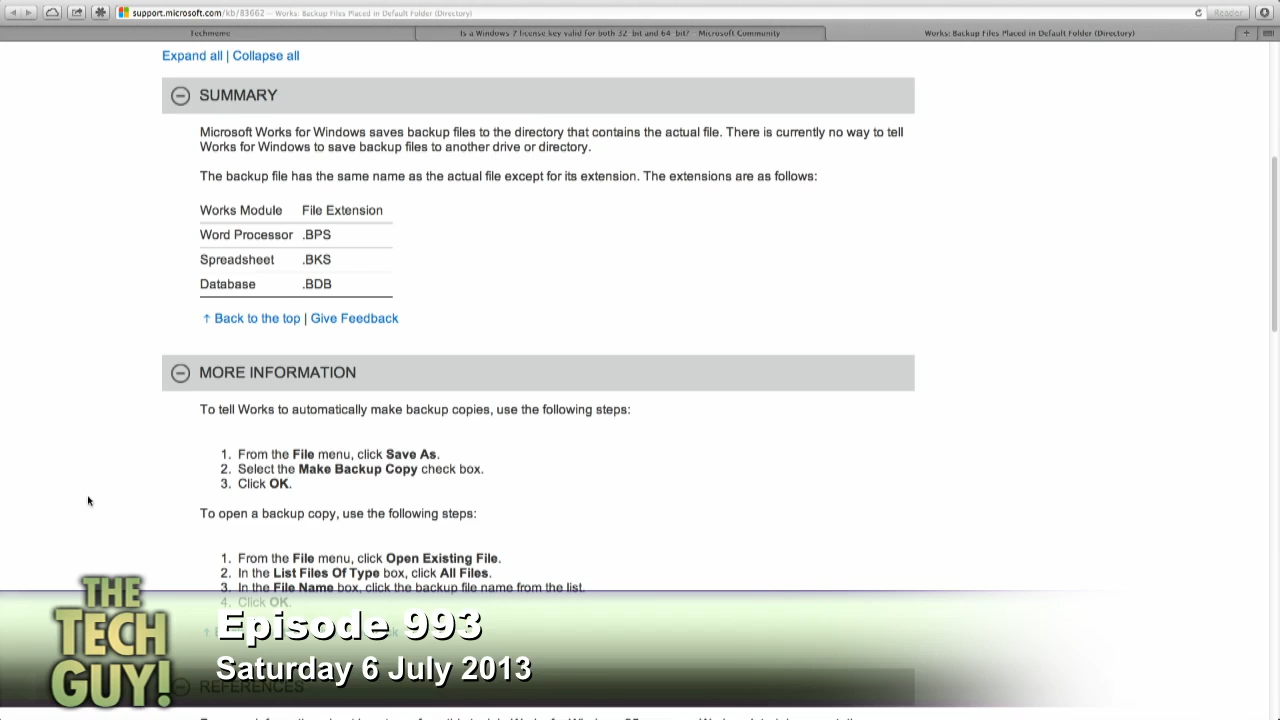 support.microsoft.com/kb/83662 — Works: Backup Files Placed in Default Folder (Directory)
Reader
Techmeme
Is a Windows 7 license key valid for both 32-bit and 64-bit? - Microsoft Community
Works: Backup Files Placed in Default Folder (Directory)
Expand all | Collapse all
SUMMARY
Microsoft Works for Windows saves backup files to the directory that contains the actual file. There is currently no way to tell
Works for Windows to save backup files to another drive or directory.
The backup file has the same name as the actual file except for its extension. The extensions are as follows:
Works Module File Extension
Word Processor .BPS
Spreadsheet .BKS
Database .BDB
↑ Back to the top | Give Feedback
MORE INFORMATION
To tell Works to automatically make backup copies, use the following steps:
1. From the File menu, click Save As.
2. Select the Make Backup Copy check box.
3. Click OK.
To open a backup copy, use the following steps:
1. From the File menu, click Open Existing File.
2. In the List Files Of Type box, click All Files.
3. In the File Name box, click the backup file name from the list.
4. Click OK.
REFERENCES
THE
TECH
GUY!
Episode 993
Saturday 6 July 2013